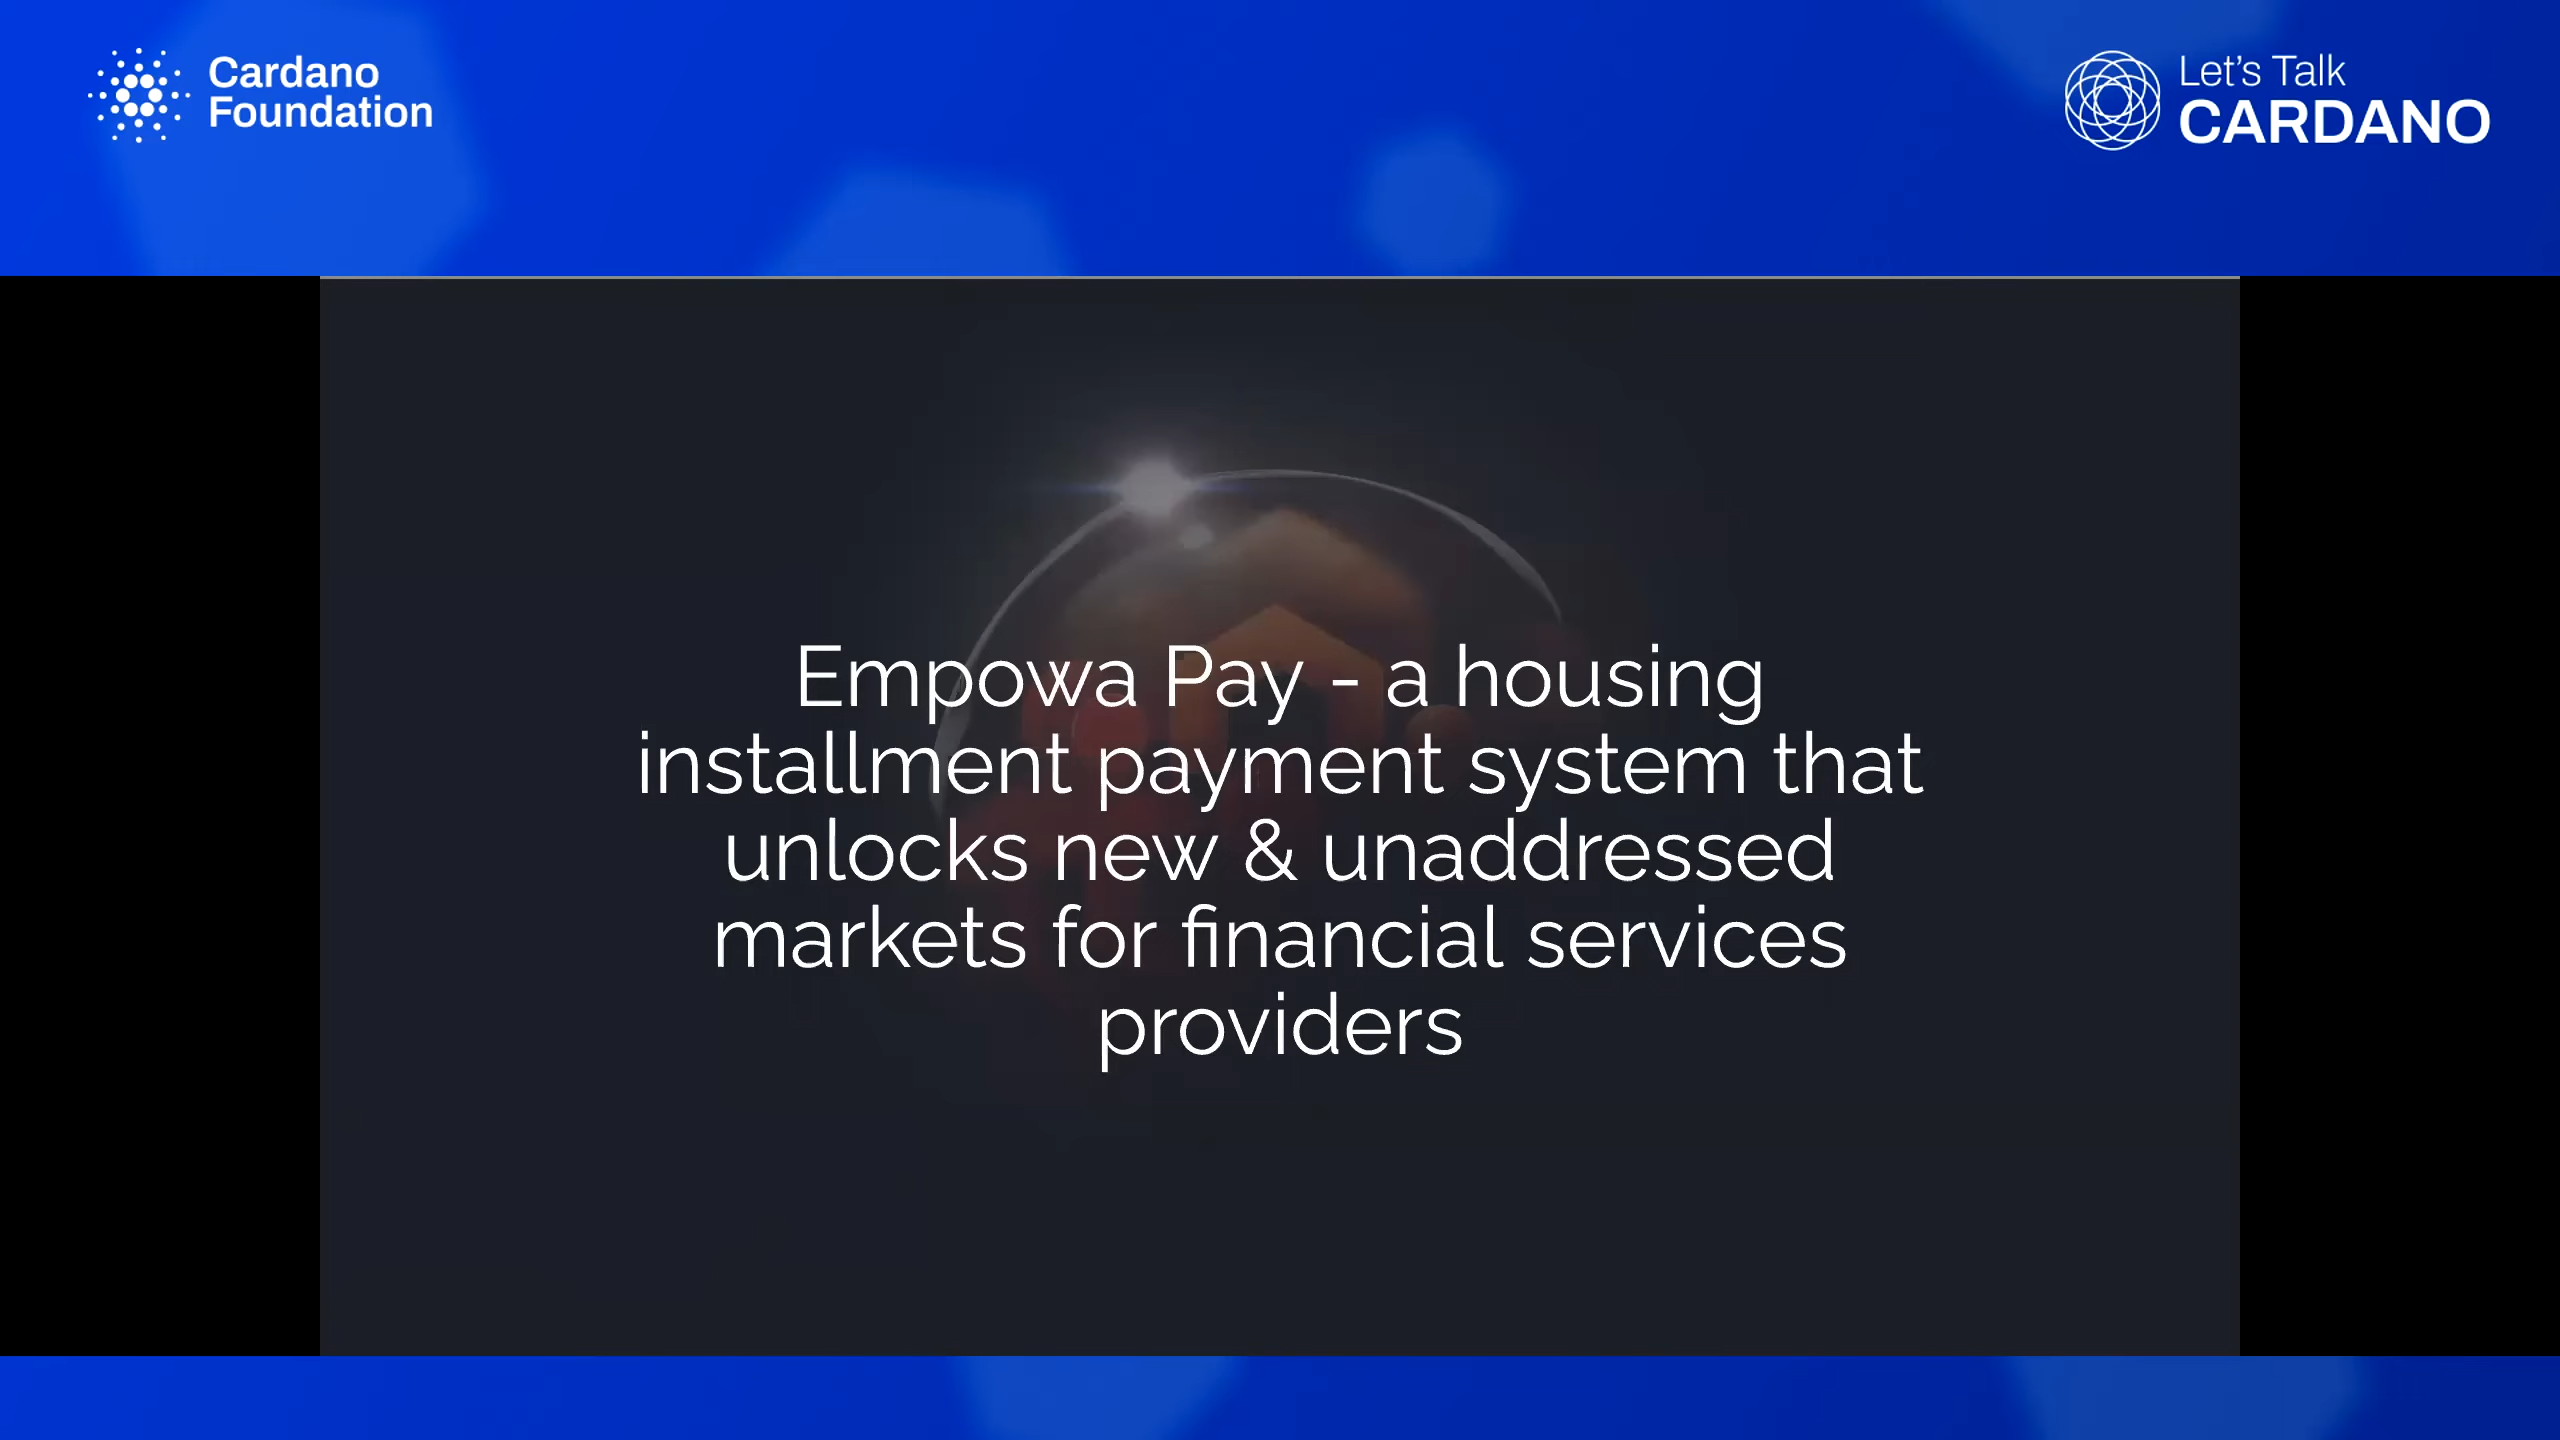 Cardano
Foundation
Let's Talk
CARDANO
Empowa Pay - a housing
installment payment system that
unlocks new & unaddressed
markets for financial services
providers